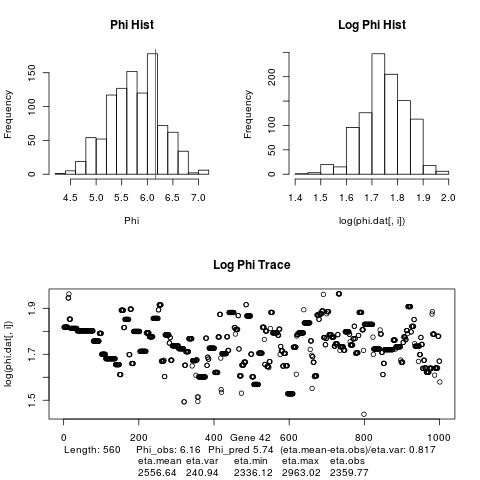 Phi Hist
Log Phi Hist
Frequency
0 50 100 150
4.5 5.0 5.5 6.0 6.5 7.0
Phi
Frequency
0 50 100 200
1.4 1.5 1.6 1.7 1.8 1.9 2.0
log(phi.dat[, i])
Log Phi Trace
log(phi.dat[, i])
1.5 1.7 1.9
0 200 400 600 800 1000
Gene 42
Length: 560 Phi_obs: 6.16 Phi_pred 5.74 (eta.mean-eta.obs)/eta.var: 0.817
eta.mean eta.var eta.min eta.max eta.obs
2556.64 240.94 2336.12 2963.02 2359.77